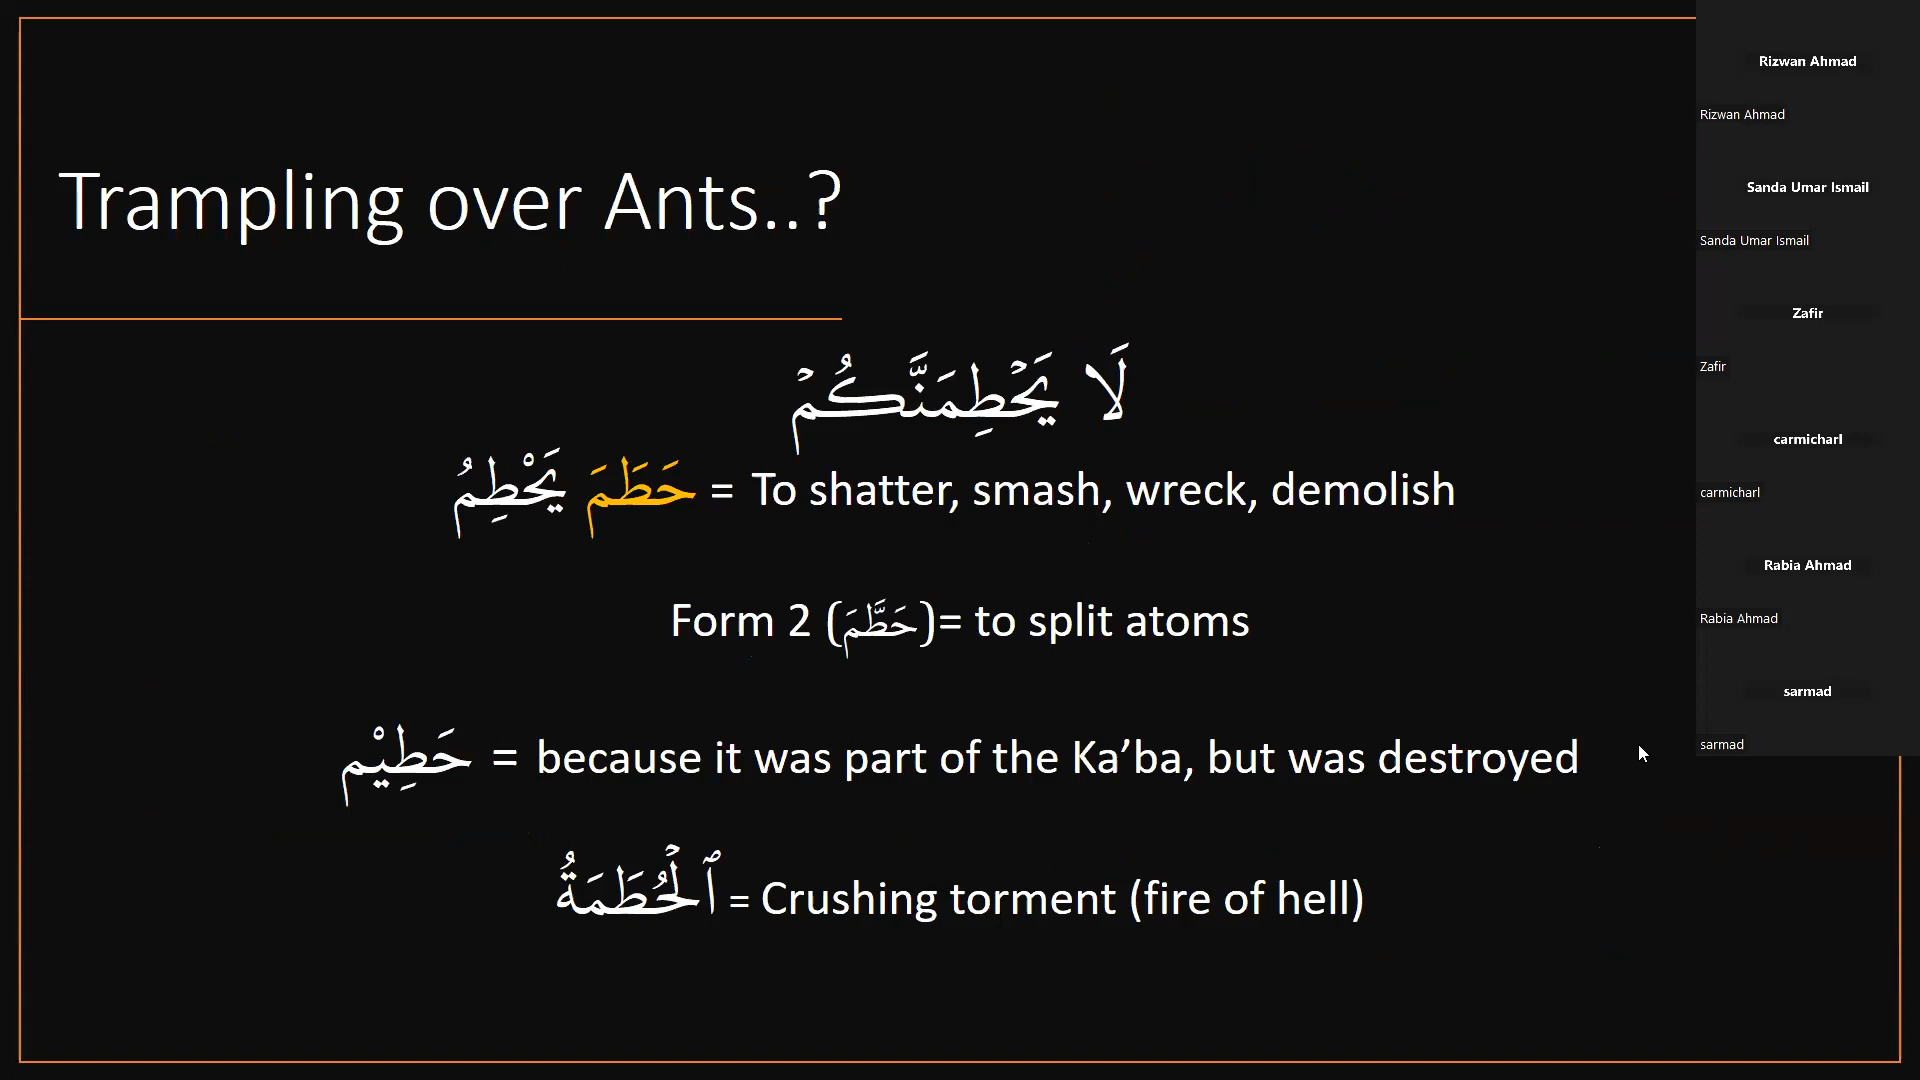 Trampling over Ants..?
لَا يَحْطِمَنَّكُمْ
حَطَمَ يَحْطِمُ = To shatter, smash, wreck, demolish
Form 2 (حَطَّمَ)= to split atoms
حَطِيْم = because it was part of the Ka’ba, but was destroyed
ٱلْحُطَمَةُ = Crushing torment (fire of hell)
Rizwan Ahmad
Rizwan Ahmad
Sanda Umar Ismail
Sanda Umar Ismail
Zafir
Zafir
carmicharl
carmicharl
Rabia Ahmad
Rabia Ahmad
sarmad
sarmad